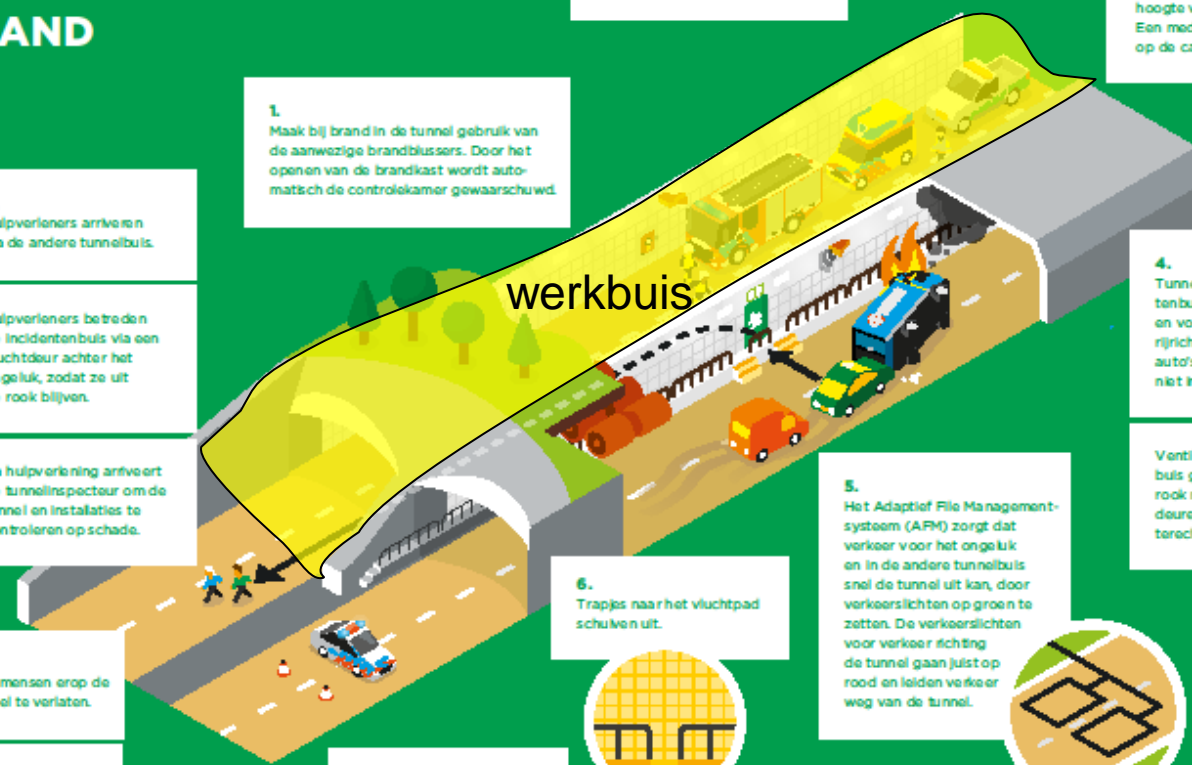 AND
hoogte v
Een med
op de ca
1.
Maak bij brand in de tunnel gebruik van
de aanwezige brandblussers. Door het
openen van de brandkast wordt auto-
matisch de controlekamer gewaarschuwd.
ulpverleners arriveren
a de andere tunnelbuis.
ulpverleners betreden
incidentenbuis via een
uchtdeur achter het
geluk, zodat ze uit
rook blijven.
hulpverlening arriveert
tunnelinspecteur om de
nnel en installaties te
ntroleren op schade.
mensen erop de
el te verlaten.
werkbuis
4.
Tunn
tenbu
en vo
rijrich
auto's
niet in
Venti
buis g
rook
deure
terec
5.
Het Adaptief File Management-
systeem (AFM) zorgt dat
verkeer voor het ongeluk
en in de andere tunnelbuis
snel de tunnel uit kan, door
verkeerslichten op groen te
zetten. De verkeerslichten
voor verkeer richting
de tunnel gaan juist op
rood en leiden verkeer
weg van de tunnel.
6.
Trapjes naar het vluchtpad
schuiven uit.